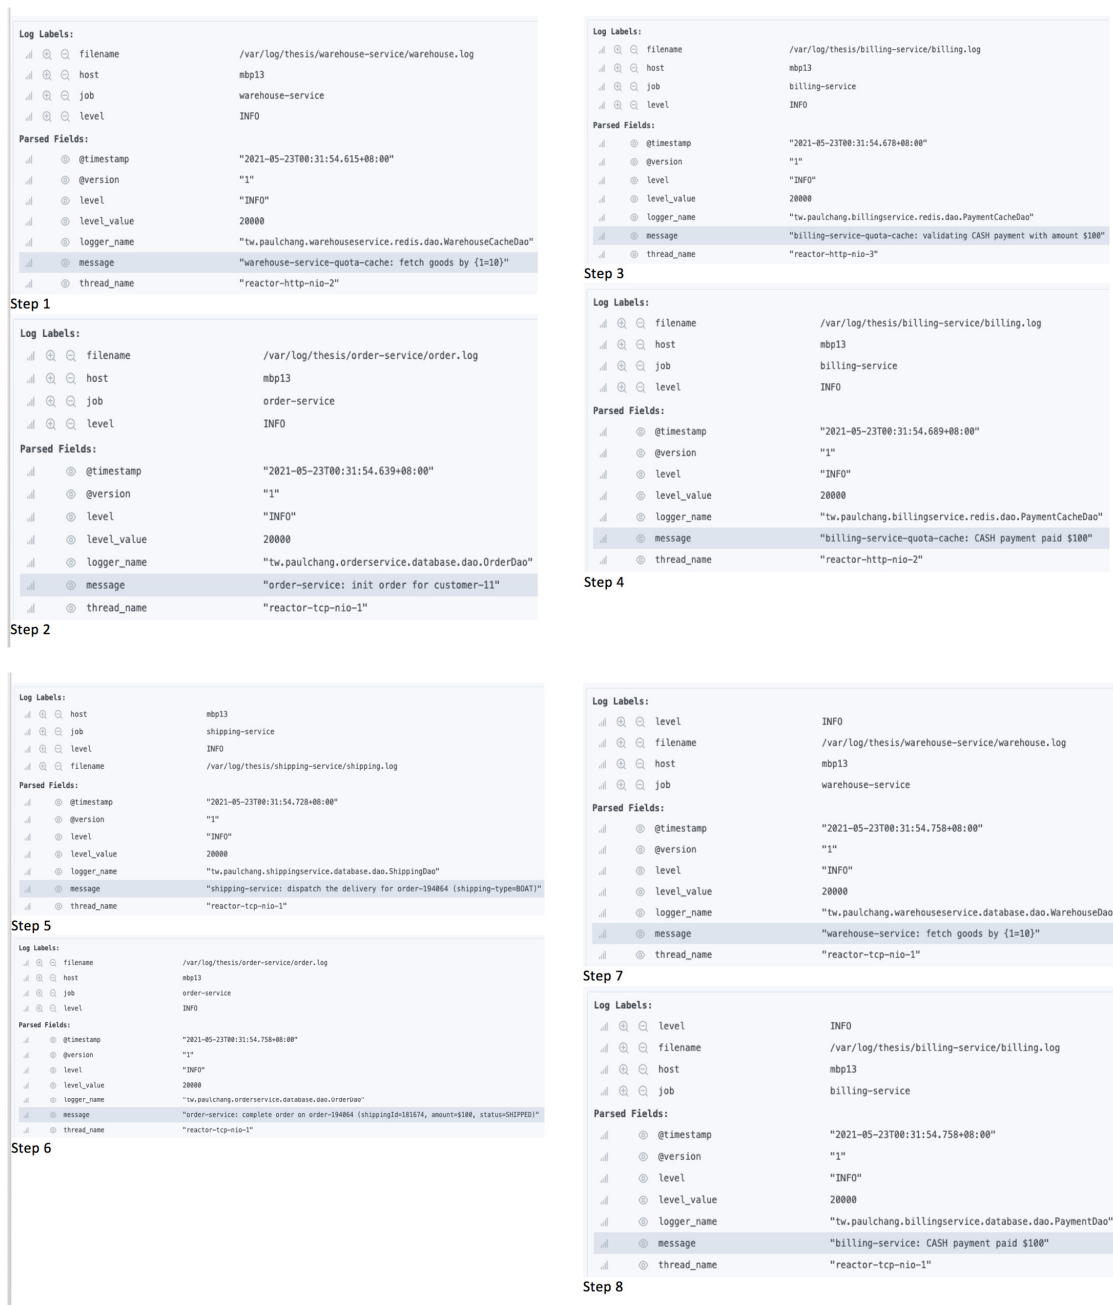 Log Labels:
filename /var/log/thesis/warehouse-service/warehouse.log
host mbp13
job warehouse-service
level INFO
Parsed Fields:
@timestamp "2021-05-23T00:31:54.615+08:00"
@version "1"
level "INFO"
level_value 20000
logger_name "tw.paulchang.warehouseservice.redis.dao.WarehouseCacheDao"
message "warehouse-service-quota-cache: fetch goods by {1=10}"
thread_name "reactor-http-nio-2"
Step 1
Log Labels:
filename /var/log/thesis/order-service/order.log
host mbp13
job order-service
level INFO
Parsed Fields:
@timestamp "2021-05-23T00:31:54.639+08:00"
@version "1"
level "INFO"
level_value 20000
logger_name "tw.paulchang.orderservice.database.dao.OrderDao"
message "order-service: init order for customer-11"
thread_name "reactor-tcp-nio-1"
Step 2
Log Labels:
filename /var/log/thesis/billing-service/billing.log
host mbp13
job billing-service
level INFO
Parsed Fields:
@timestamp "2021-05-23T00:31:54.678+08:00"
@version "1"
level "INFO"
level_value 20000
logger_name "tw.paulchang.billingservice.redis.dao.PaymentCacheDao"
message "billing-service-quota-cache: validating CASH payment with amount $100"
thread_name "reactor-http-nio-3"
Step 3
Log Labels:
filename /var/log/thesis/billing-service/billing.log
host mbp13
job billing-service
level INFO
Parsed Fields:
@timestamp "2021-05-23T00:31:54.689+08:00"
@version "1"
level "INFO"
level_value 20000
logger_name "tw.paulchang.billingservice.redis.dao.PaymentCacheDao"
message "billing-service-quota-cache: CASH payment paid $100"
thread_name "reactor-http-nio-2"
Step 4
Log Labels:
host mbp13
job shipping-service
level INFO
filename /var/log/thesis/shipping-service/shipping.log
Parsed Fields:
@timestamp "2021-05-23T00:31:54.728+08:00"
@version "1"
level "INFO"
level_value 20000
logger_name "tw.paulchang.shippingservice.database.dao.ShippingDao"
message "shipping-service: dispatch the delivery for order-194064 (shipping-type=BOAT)"
thread_name "reactor-tcp-nio-1"
Step 5
Log Labels:
filename /var/log/thesis/order-service/order.log
host mbp13
job order-service
level INFO
Parsed Fields:
@timestamp "2021-05-23T00:31:54.758+08:00"
@version "1"
level "INFO"
level_value 20000
logger_name "tw.paulchang.orderservice.database.dao.OrderDao"
message "order-service: complete order on order-194064 (shippingId=181674, amount=$100, status=SHIPPED)"
thread_name "reactor-tcp-nio-1"
Step 6
Log Labels:
level INFO
filename /var/log/thesis/warehouse-service/warehouse.log
host mbp13
job warehouse-service
Parsed Fields:
@timestamp "2021-05-23T00:31:54.758+08:00"
@version "1"
level "INFO"
level_value 20000
logger_name "tw.paulchang.warehouseservice.database.dao.WarehouseDao
message "warehouse-service: fetch goods by {1=10}"
thread_name "reactor-tcp-nio-1"
Step 7
Log Labels:
level INFO
filename /var/log/thesis/billing-service/billing.log
host mbp13
job billing-service
Parsed Fields:
@timestamp "2021-05-23T00:31:54.758+08:00"
@version "1"
level "INFO"
level_value 20000
logger_name "tw.paulchang.billingservice.database.dao.PaymentDao"
message "billing-service: CASH payment paid $100"
thread_name "reactor-tcp-nio-1"
Step 8